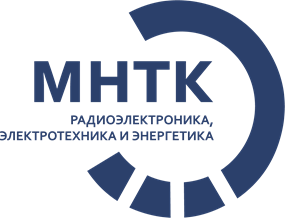 МНТК
РАДИОЭЛЕКТРОНИКА,
ЭЛЕКТРОТЕХНИКА И ЭНЕРГЕТИКА